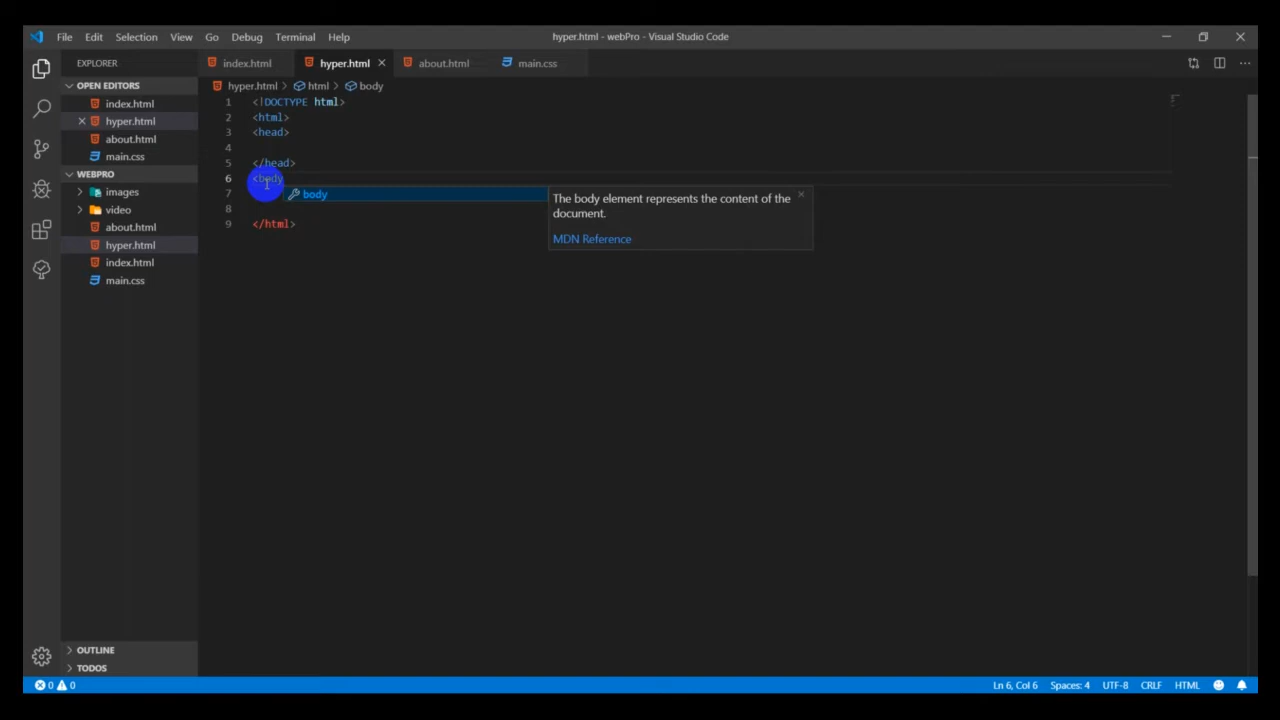 File Edit Selection View Go Debug Terminal Help
hyper.html - webPro - Visual Studio Code
EXPLORER
OPEN EDITORS
index.html
hyper.html
about.html
main.css
WEBPRO
images
video
about.html
hyper.html
index.html
main.css
OUTLINE
TODOS
index.html hyper.html about.html main.css
hyper.html > html > body
1 <!DOCTYPE html>
2 <html>
3 <head>
4
5 </head>
6 <body
7
8
9 </html>
body
The body element represents the content of the
document.
MDN Reference
0 0 Ln 6, Col 6 Spaces: 4 UTF-8 CRLF HTML